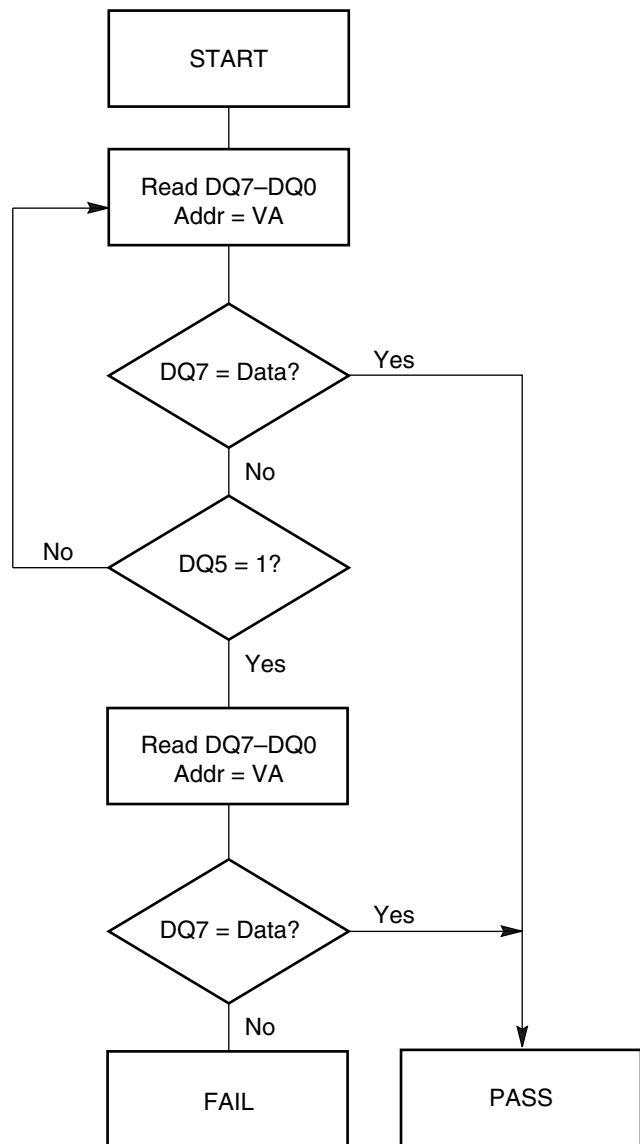 START
Read DQ7–DQ0
Addr = VA
DQ7 = Data?
Yes
No
No
DQ5 = 1?
Yes
Read DQ7–DQ0
Addr = VA
DQ7 = Data?
Yes
No
FAIL
PASS